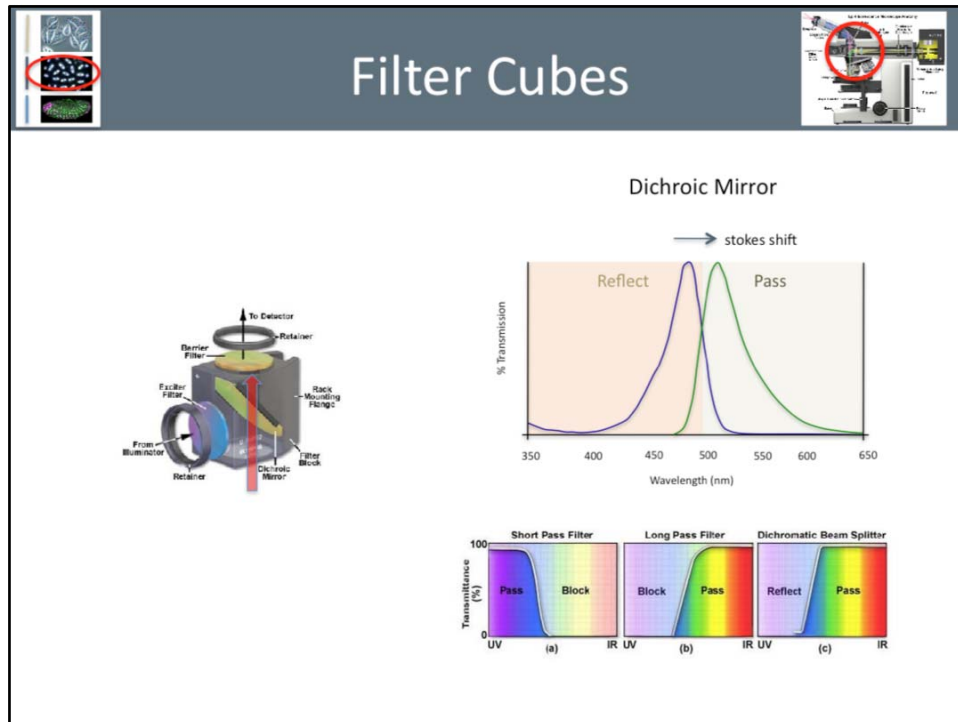 Filter Cubes
Dichroic Mirror
stokes shift
Reflect
Pass
% Transmission
350 400 450 500 550 600 650
Wavelength (nm)
To Detector
Retainer
Barrier
Filter
Exciter
Filter
Rack
Mounting
Flange
From
Illuminator
Retainer
Dichroic
Mirror
Filter
Block
Short Pass Filter Long Pass Filter Dichromatic Beam Splitter
Transmittance
(%)
100
0
Pass Block Block Pass Reflect Pass
UV (a) IR UV (b) IR UV (c) IR